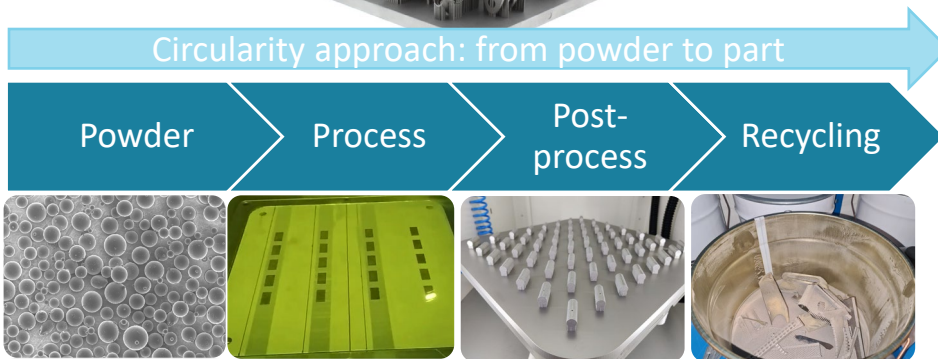 Circularity approach: from powder to part
Powder
Process
Post-
process
Recycling